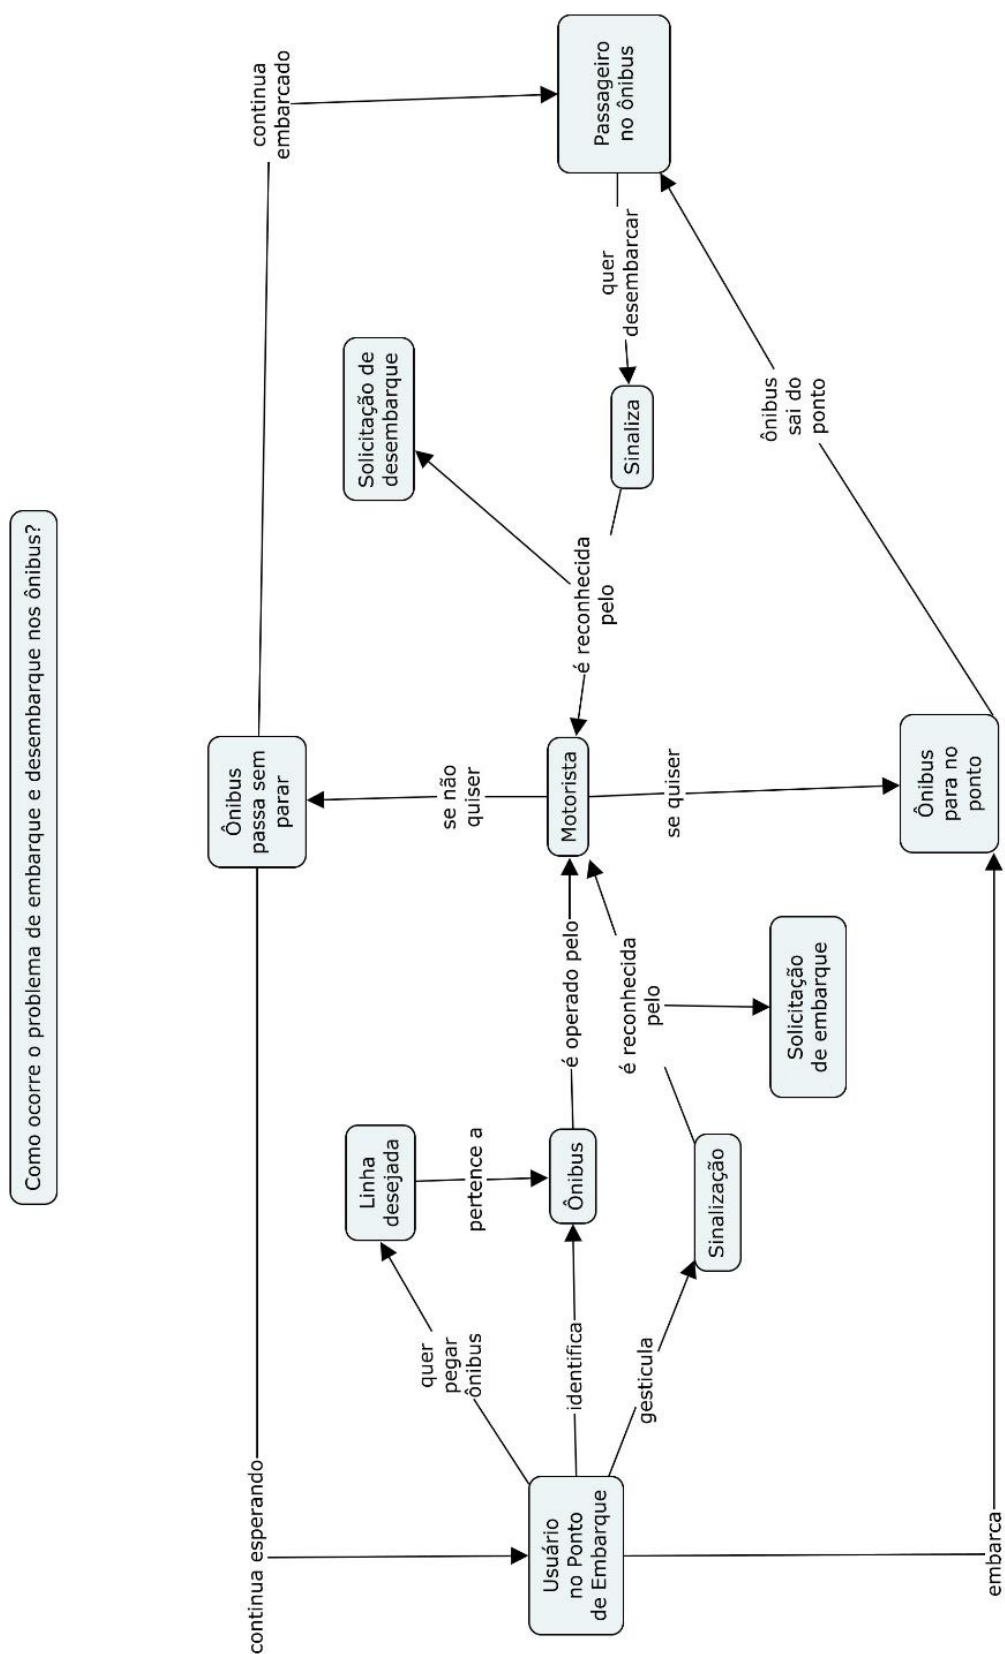 Como ocorre o problema de embarque e desembarque nos ônibus?
continua esperando
Ônibus
passa sem
parar
continua
embarcado
quer
pegar
ônibus
Linha
desejada
pertence a
se não
quiser
Solicitação de
desembarque
Usuário
no Ponto
de Embarque
identifica
Ônibus
é operado pelo
Motorista
é reconhecida
pelo
Sinaliza
quer
desembarcar
Passageiro
no ônibus
gesticula
Sinalização
é reconhecida
pelo
Solicitação
de embarque
se quiser
ônibus
sai do
ponto
embarca
Ônibus
para no
ponto